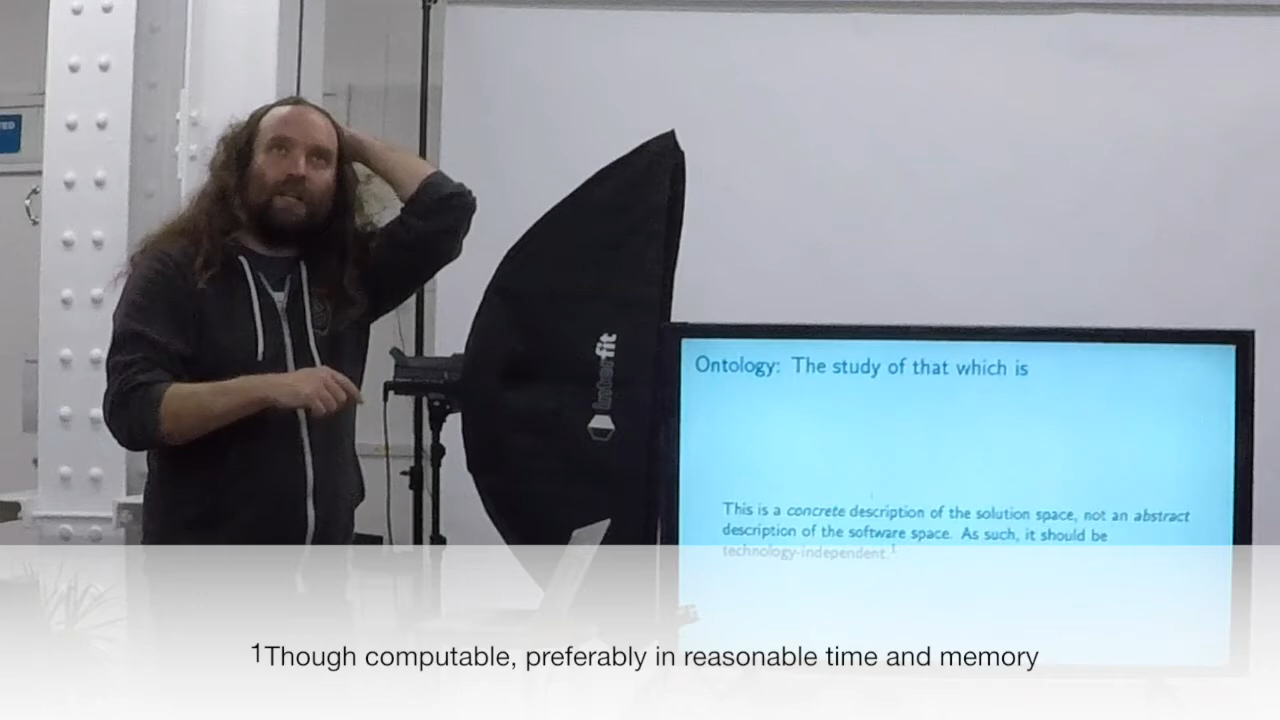 TED
Interfit
Ontology: The study of that which is
This is a concrete description of the solution space, not an abstract
description of the software space. As such, it should be
technology-independent.¹
¹Though computable, preferably in reasonable time and memory